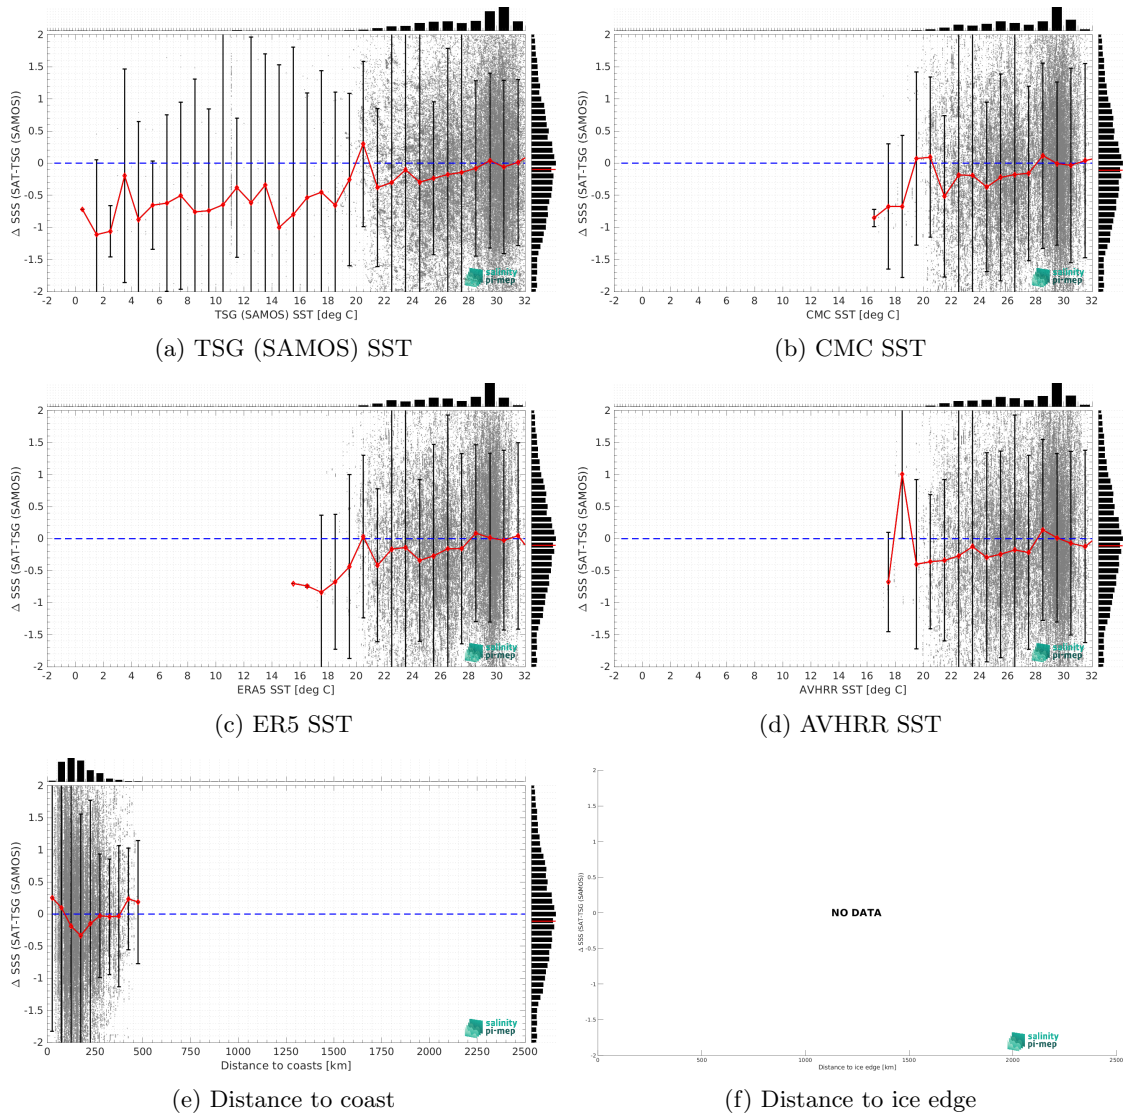 2
1.5
1
0.5
0
-0.5
-1
-1.5
-2
Δ SSS (SAT-TSG (SAMOS))
-2 0 2 4 6 8 10 12 14 16 18 20 22 24 26 28 30 32
TSG (SAMOS) SST [deg C]
salinity
pi-mep
(a) TSG (SAMOS) SST
2
1.5
1
0.5
0
-0.5
-1
-1.5
-2
Δ SSS (SAT-TSG (SAMOS))
-2 0 2 4 6 8 10 12 14 16 18 20 22 24 26 28 30 32
CMC SST [deg C]
salinity
pi-mep
(b) CMC SST
2
1.5
1
0.5
0
-0.5
-1
-1.5
-2
Δ SSS (SAT-TSG (SAMOS))
-2 0 2 4 6 8 10 12 14 16 18 20 22 24 26 28 30 32
ERA5 SST [deg C]
salinity
pi-mep
(c) ER5 SST
2
1.5
1
0.5
0
-0.5
-1
-1.5
-2
Δ SSS (SAT-TSG (SAMOS))
-2 0 2 4 6 8 10 12 14 16 18 20 22 24 26 28 30 32
AVHRR SST [deg C]
salinity
pi-mep
(d) AVHRR SST
2
1.5
1
0.5
0
-0.5
-1
-1.5
-2
Δ SSS (SAT-TSG (SAMOS))
0 250 500 750 1000 1250 1500 1750 2000 2250 2500
Distance to coasts [km]
salinity
pi-mep
(e) Distance to coast
2
1.5
1
0.5
0
-0.5
-1
-1.5
-2
Δ SSS (SAT-TSG (SAMOS))
NO DATA
0 500 1000 1500 2000 2500
Distance to ice edge [km]
salinity
pi-mep
(f) Distance to ice edge